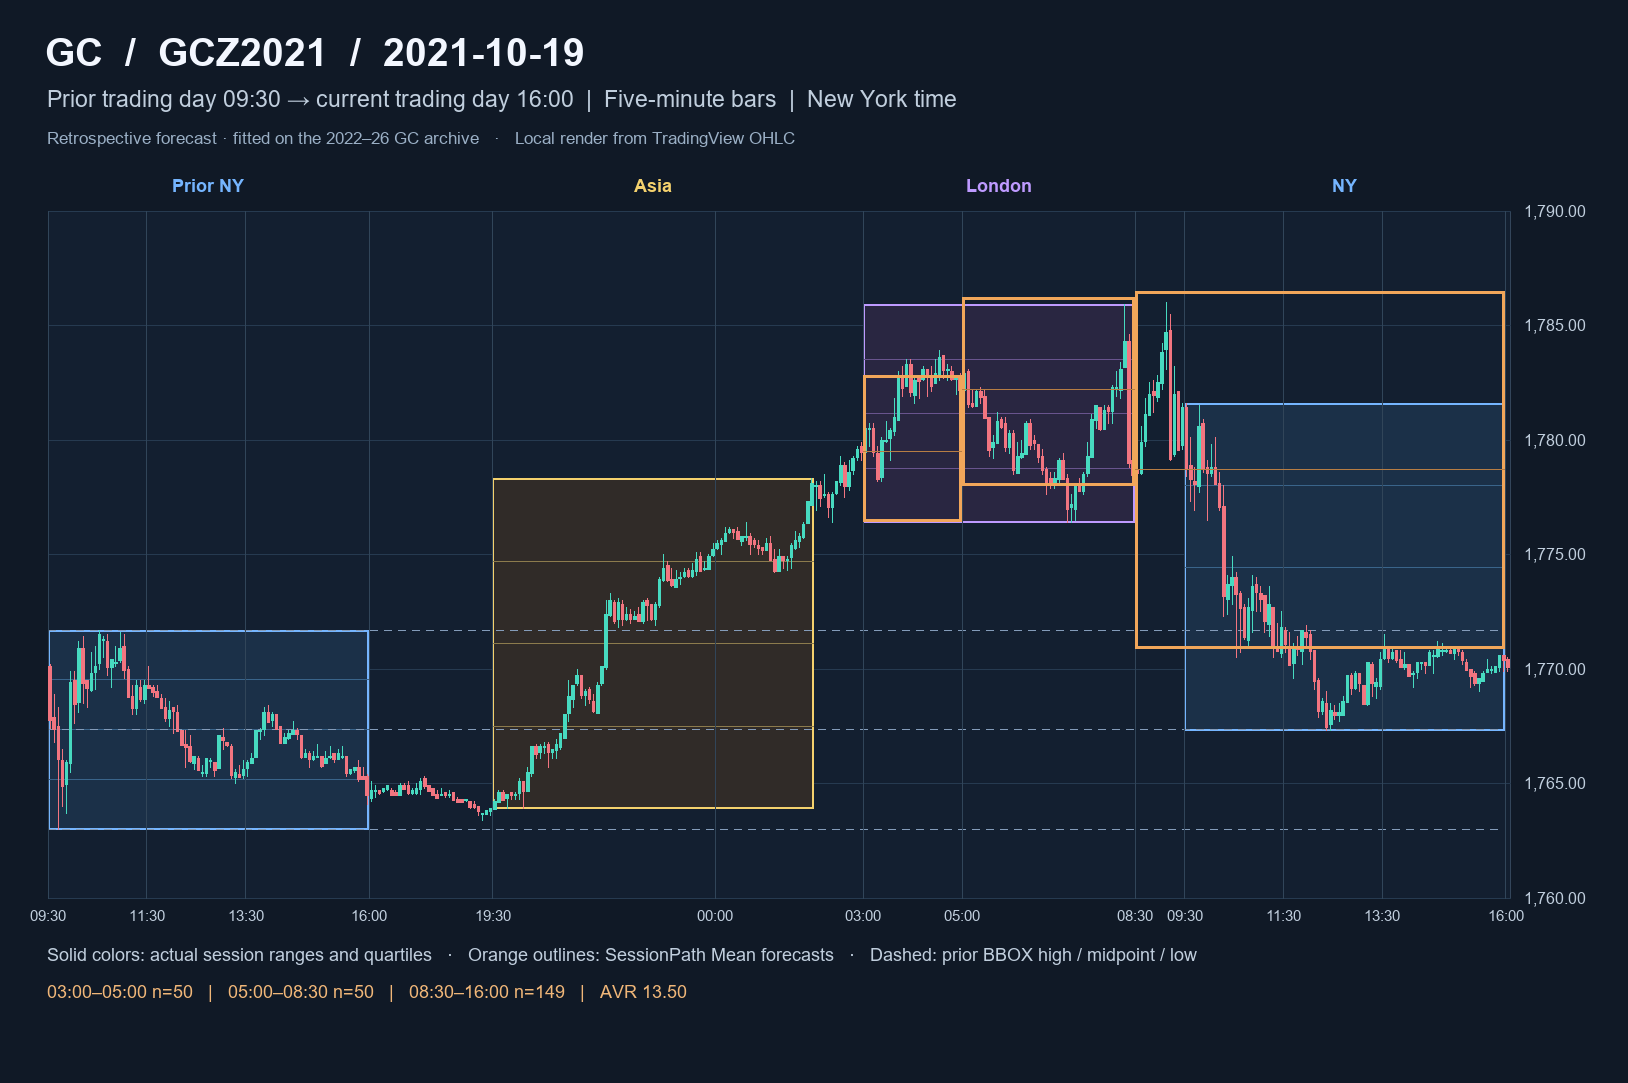 GC / GCZ2021 / 2021-10-19
Prior trading day 09:30 → current trading day 16:00 | Five-minute bars | New York time
Retrospective forecast · fitted on the 2022–26 GC archive · Local render from TradingView OHLC
Prior NY Asia London NY
1,790.00
1,785.00
1,780.00
1,775.00
1,770.00
1,765.00
1,760.00
09:30 11:30 13:30 16:00 19:30 00:00 03:00 05:00 08:30 09:30 11:30 13:30 16:00
Solid colors: actual session ranges and quartiles · Orange outlines: SessionPath Mean forecasts · Dashed: prior BBOX high / midpoint / low
03:00–05:00 n=50 | 05:00–08:30 n=50 | 08:30–16:00 n=149 | AVR 13.50